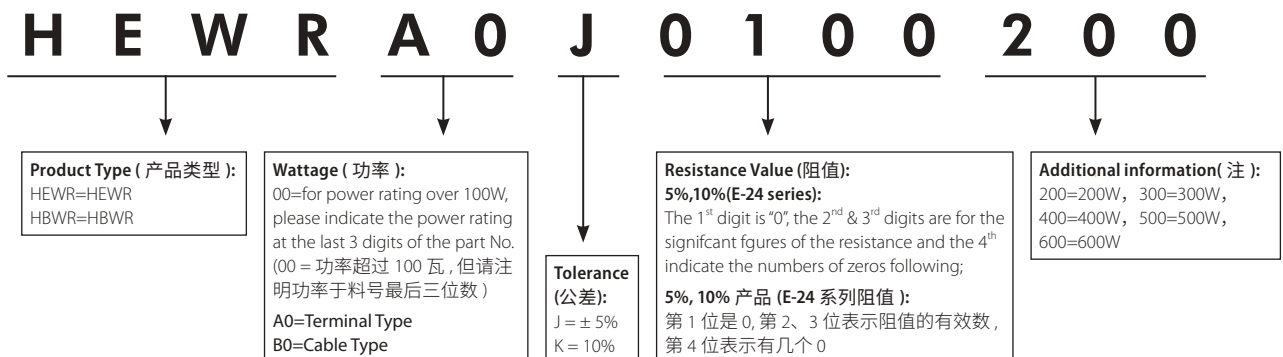 H E W R A 0 J 0 1 0 0 2 0 0
Product Type ( 产品类型 ):
HEWR=HEWR
HBWR=HBWR
Wattage ( 功率 ):
00=for power rating over 100W,
please indicate the power rating
at the last 3 digits of the part No.
(00 = 功率超过 100 瓦 , 但请注
明功率于料号最后三位数 )
A0=Terminal Type
B0=Cable Type
Tolerance
(公差):
J = ± 5%
K = 10%
Resistance Value (阻值):
5%,10%(E-24 series):
The 1st digit is “0”, the 2nd & 3rd digits are for the
signifcant fgures of the resistance and the 4th
indicate the numbers of zeros following;
5%, 10% 产品 (E-24 系列阻值 ):
第 1 位是 0, 第 2、3 位表示阻值的有效数 ,
第 4 位表示有几个 0
Additional information( 注 ):
200=200W，300=300W，
400=400W，500=500W，
600=600W